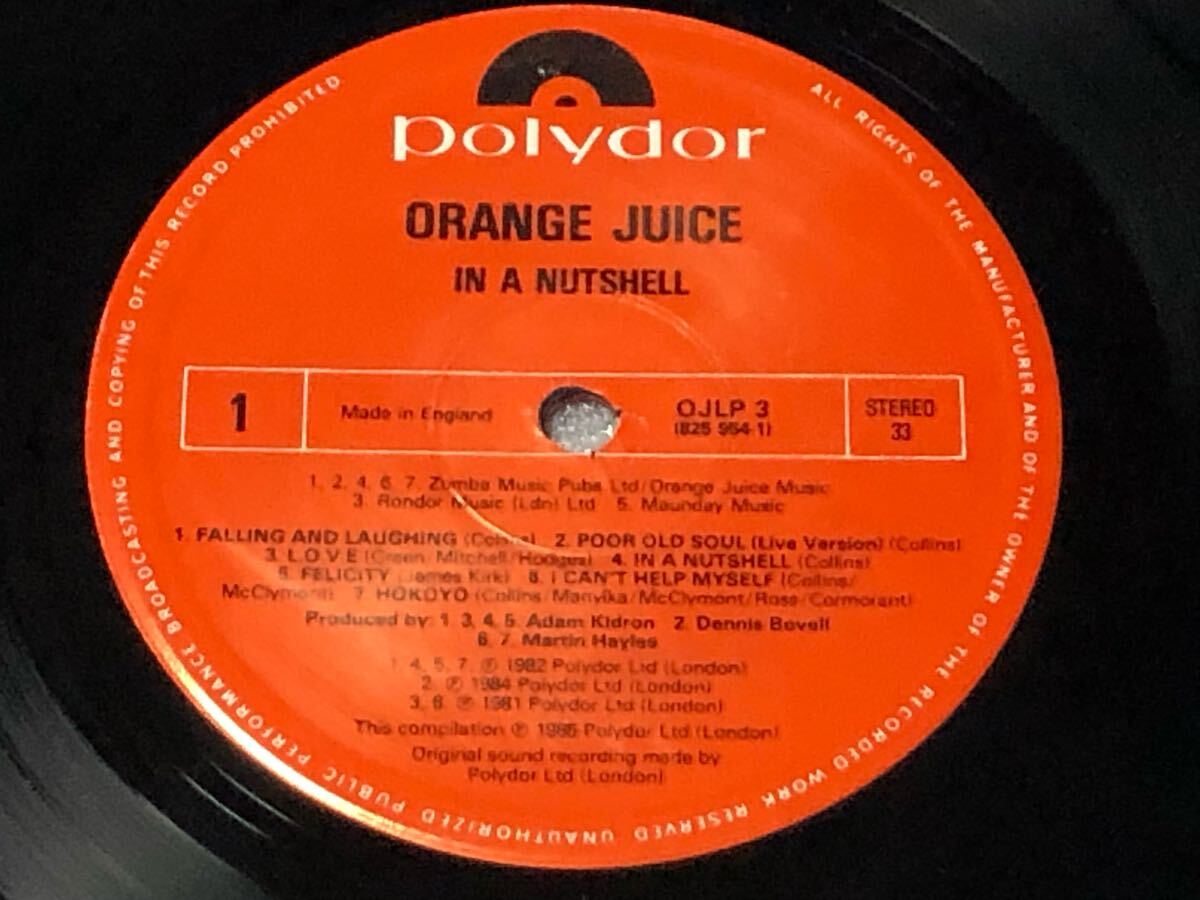 polydor
ORANGE JUICE
IN A NUTSHELL
1
Made in England
OJLP 3
(825 954-1)
STEREO
33
1, 2, 4, 6, 7. Zumba Music Pubs Ltd/Orange Juice Music
3. Rondor Music (Ldn) Ltd 5. Maunday Music
1. FALLING AND LAUGHING (Collins) 2. POOR OLD SOUL (Live Version) (Collins)
3. L.O.V.E (Green/Mitchell/Hodges) 4. IN A NUTSHELL (Collins)
5. FELICITY (James Kirk) 6. I CAN'T HELP MYSELF (Collins/
McClymont) 7. HOKOYO (Collins/Manyika/McClymont/Ross/Cormorant)
Produced by: 1, 3, 4, 5. Adam Kidron 2. Dennis Bovell
6, 7. Martin Hayles
1, 4, 5, 7. ℗ 1982 Polydor Ltd (London)
2. ℗ 1984 Polydor Ltd (London)
3, 6. ℗ 1981 Polydor Ltd (London)
This compilation ℗ 1985 Polydor Ltd (London)
Original sound recording made by
Polydor Ltd (London)
ALL RIGHTS OF THE MANUFACTURER AND OF THE OWNER OF THE RECORDED WORK RESERVED UNAUTHORIZED PUBLIC PERFORMANCE BROADCASTING AND COPYING OF THIS RECORD PROHIBITED